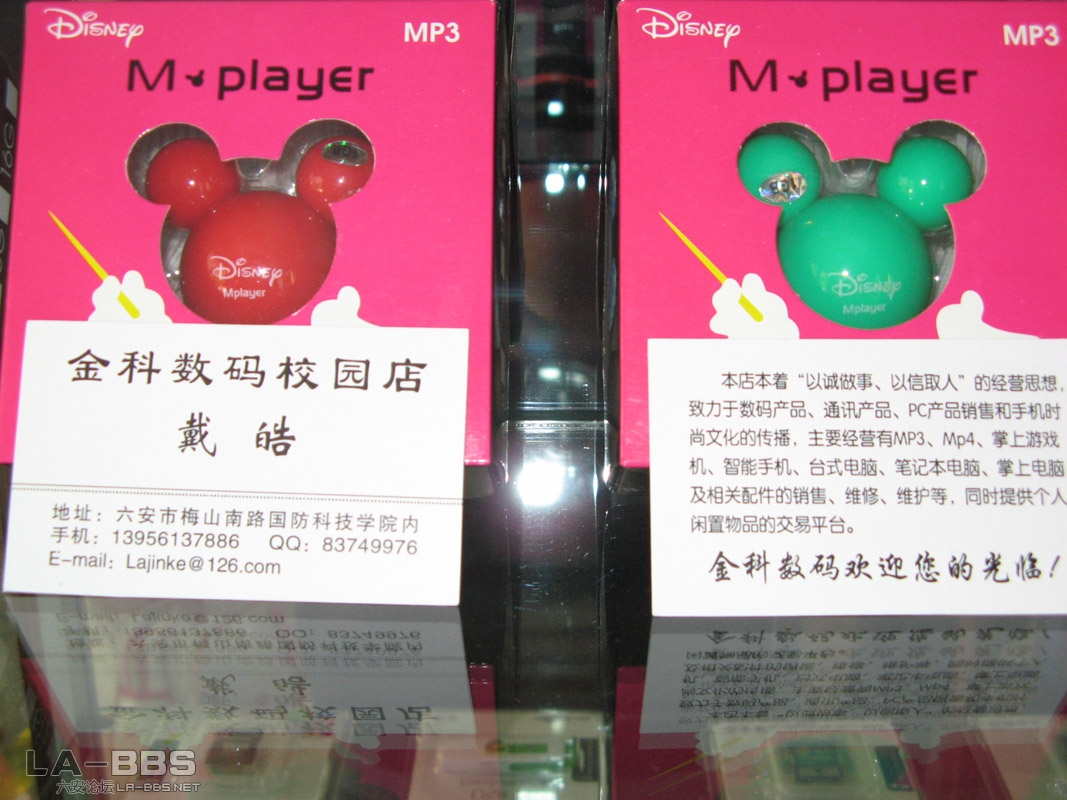 DISNEY
MP3
M player
DISNEY
Mplayer
金科数码校园店
戴 皓
地址：六安市梅山南路国防科技学院内
手机：13956137886 QQ：83749976
E-mail：Lajinke@126.com
DISNEY
MP3
M player
DISNEY
Mplayer
本店本着“以诚做事、以信取人”的经营思想，
致力于数码产品、通讯产品、PC产品销售和手机时
尚文化的传播，主要经营有MP3、Mp4、掌上游戏
机、智能手机、台式电脑、笔记本电脑、掌上电脑
及相关配件的销售、维修、维护等，同时提供个人
闲置物品的交易平台。
金科数码欢迎您的光临！
16G
LA-BBS
六安论坛LA-BBS.NET